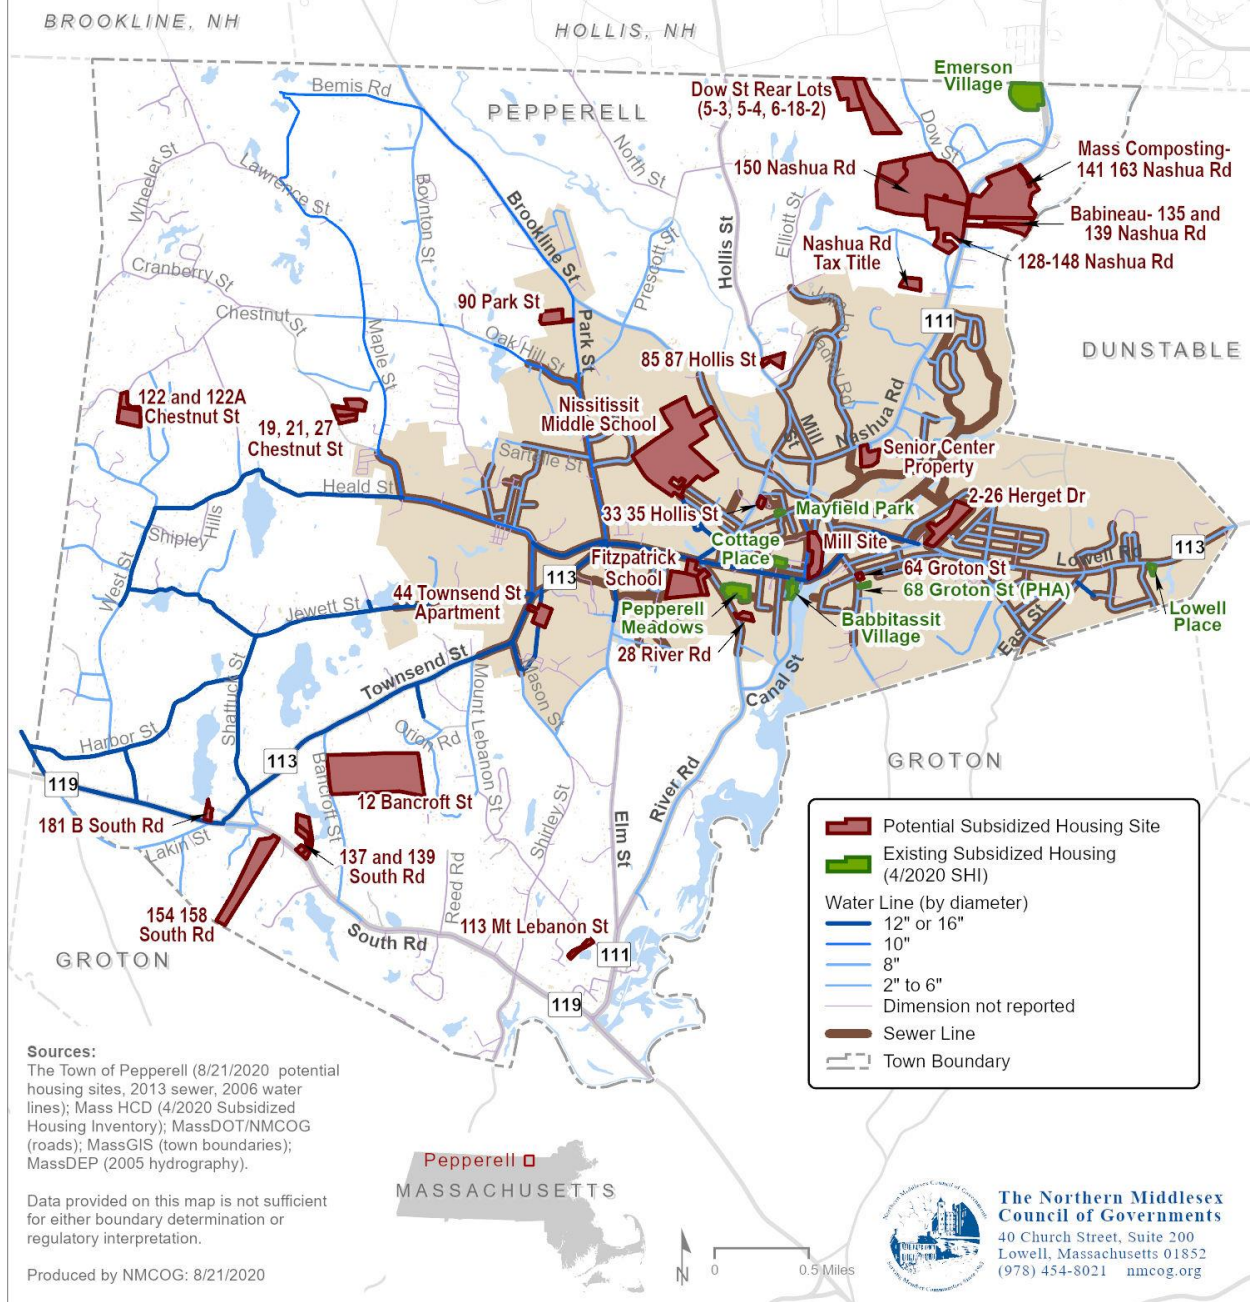 BROOKLINE, NH
HOLLIS, NH
PEPPERELL
Bemis Rd
Dow St Rear Lots
(5-3, 5-4, 6-18-2)
Emerson
Village
Dow St
Mass Composting-
141 163 Nashua Rd
150 Nashua Rd
Babineau- 135 and
139 Nashua Rd
128-148 Nashua Rd
Nashua Rd
Tax Title
Wheeler St
Lawrence St
Boynton St
North St
Brookline St
Hollis St
Elliott St
Prescott St
Cranberry St
Chestnut St
90 Park St
Park St
Maple St
Oak Hill St
111
DUNSTABLE
85 87 Hollis St
Nashua Rd
Mill St
122 and 122A
Chestnut St
19, 21, 27
Chestnut St
Nissitissit
Middle School
Sartelle St
Senior Center
Property
Heald St
2-26 Herget Dr
33 35 Hollis St
Mayfield Park
Shipley Hills
Cottage
Place
Mill Site
Lowell Rd
113
Fitzpatrick
School
113
64 Groton St
West St
Jewett St
44 Townsend St
Apartment
68 Groton St (PHA)
Pepperell
Meadows
Babbitassit
Village
Lowell
Place
East St
28 River Rd
Townsend St
Canal St
Shattuck St
Mount Lebanon St
Mason St
Harbor St
Orion Rd
113
119
GROTON
Bancroft St
12 Bancroft St
River Rd
181 B South Rd
Lakin St
Shirley St
Elm St
137 and 139
South Rd
Reed Rd
154 158
South Rd
113 Mt Lebanon St
South Rd
111
GROTON
119
Potential Subsidized Housing Site
Existing Subsidized Housing
(4/2020 SHI)
Water Line (by diameter)
12" or 16"
10"
8"
2" to 6"
Dimension not reported
Sewer Line
Town Boundary
Sources:
The Town of Pepperell (8/21/2020 potential
housing sites, 2013 sewer, 2006 water
lines); Mass HCD (4/2020 Subsidized
Housing Inventory); MassDOT/NMCOG
(roads); MassGIS (town boundaries);
MassDEP (2005 hydrography).
Data provided on this map is not sufficient
for either boundary determination or
regulatory interpretation.
Produced by NMCOG: 8/21/2020
Pepperell
MASSACHUSETTS
N
0 0.5 Miles
Northern Middlesex Council of Governments
The Northern Middlesex
Council of Governments
40 Church Street, Suite 200
Lowell, Massachusetts 01852
(978) 454-8021 nmcog.org